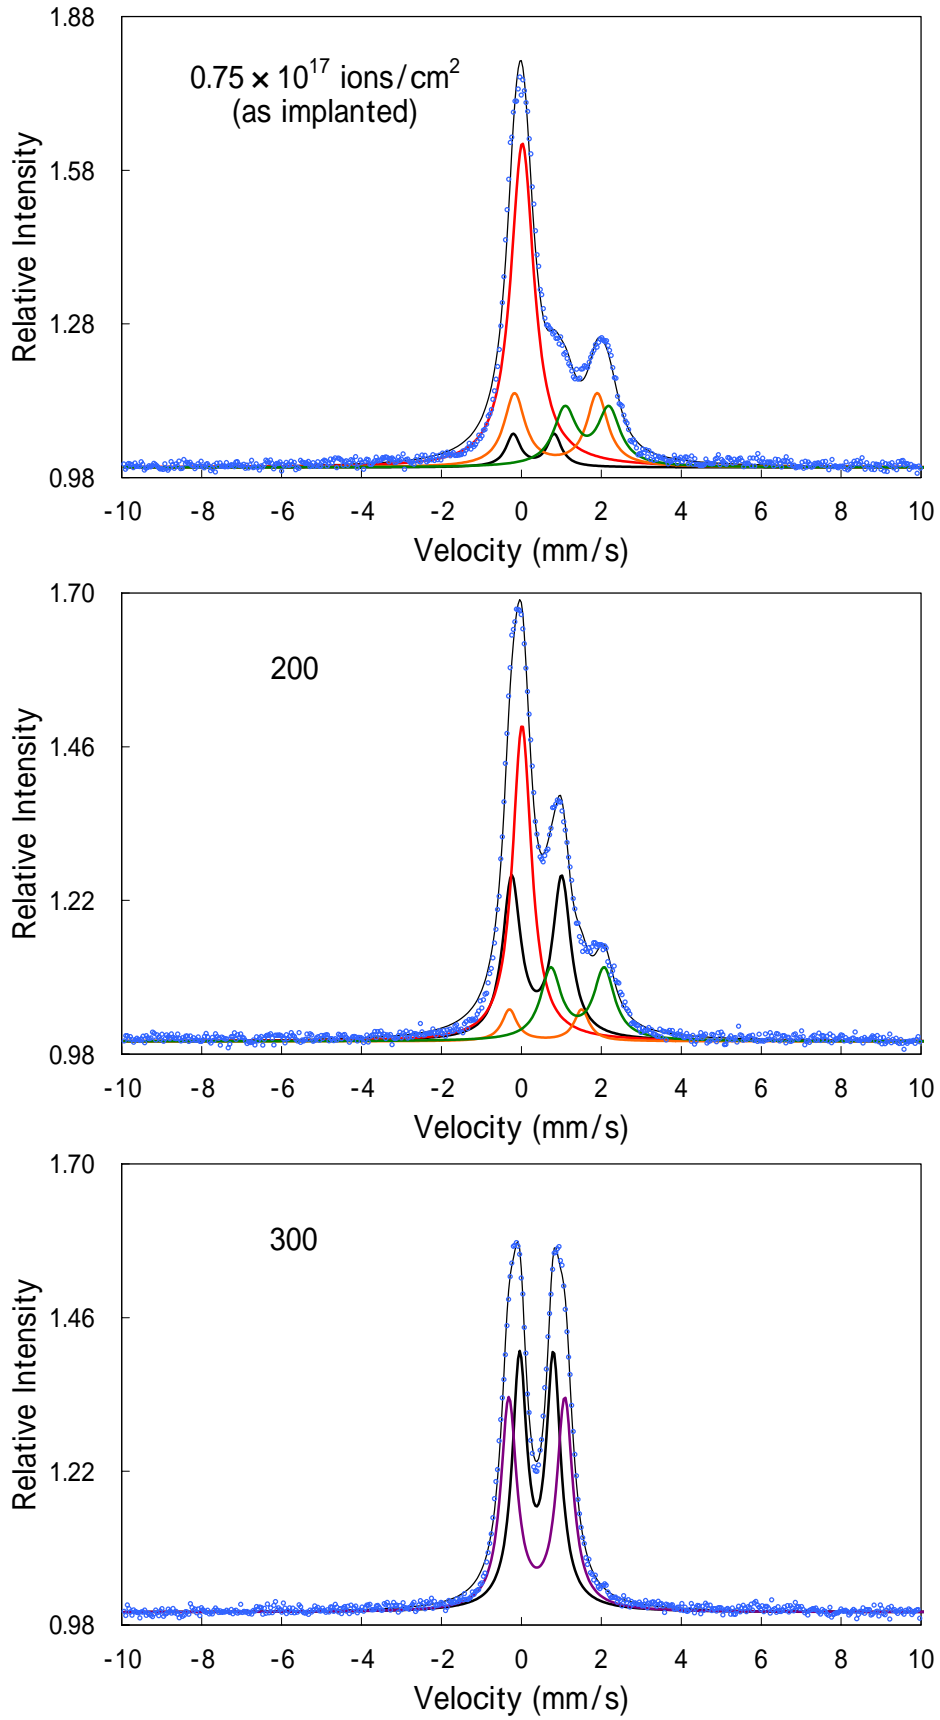 1.88
0.75 × 10¹⁷ ions/cm²
(as implanted)
1.58
1.28
0.98
Relative Intensity
-10 -8 -6 -4 -2 0 2 4 6 8 10
Velocity (mm/s)
1.70
200
1.46
1.22
0.98
Relative Intensity
-10 -8 -6 -4 -2 0 2 4 6 8 10
Velocity (mm/s)
1.70
300
1.46
1.22
0.98
Relative Intensity
-10 -8 -6 -4 -2 0 2 4 6 8 10
Velocity (mm/s)